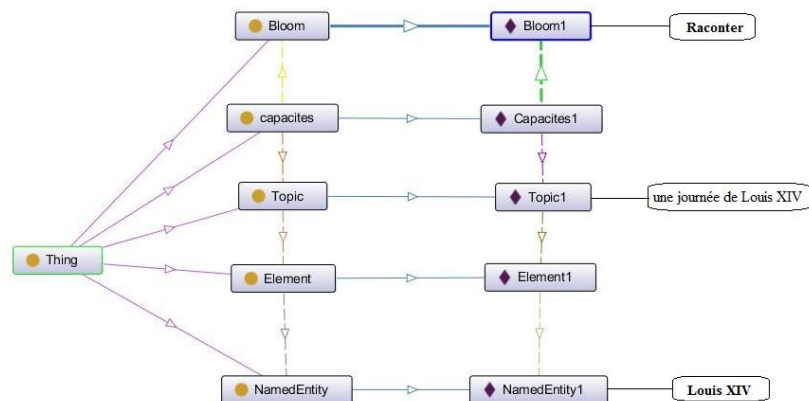 Bloom
Bloom1
Raconter
capacites
Capacites1
Topic
Topic1
une journée de Louis XIV
Thing
Element
Element1
NamedEntity
NamedEntity1
Louis XIV